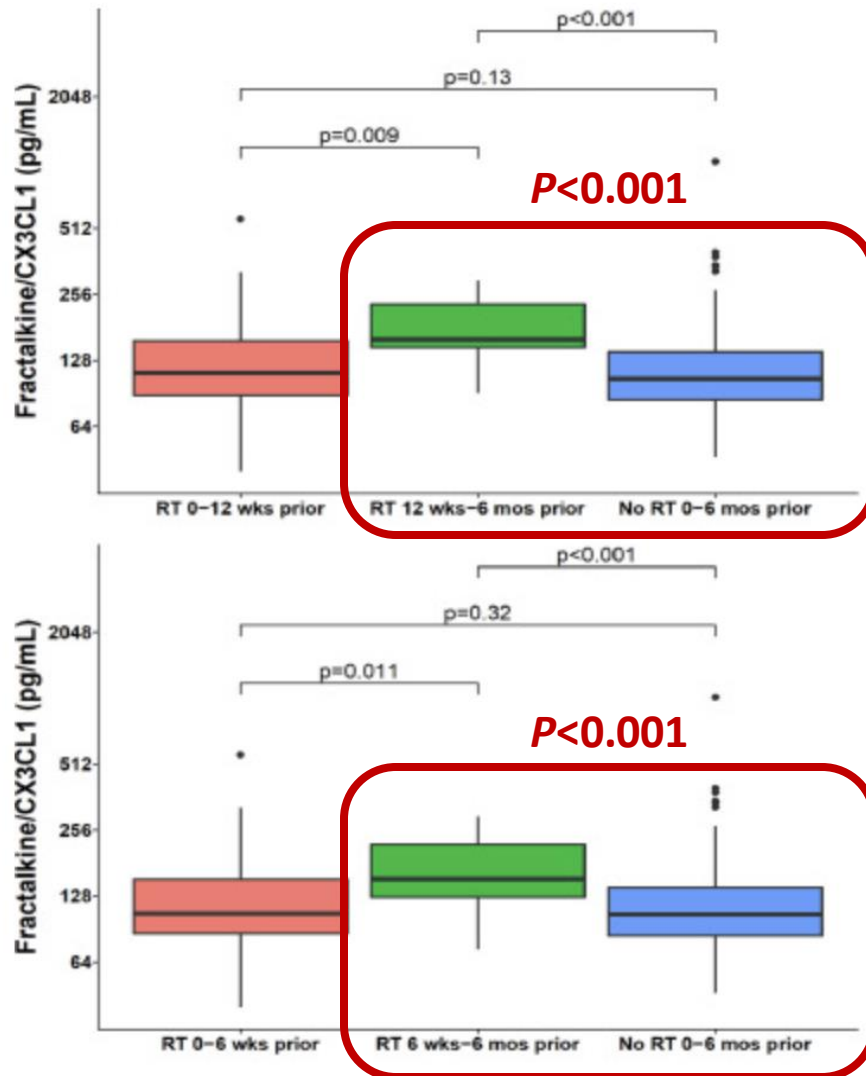 p<0.001
p=0.13
p=0.009
P<0.001
Fractalkine/CX3CL1 (pg/mL)
2048
512
256
128
64
RT 0−12 wks prior
RT 12 wks−6 mos prior
No RT 0−6 mos prior
p<0.001
p=0.32
p=0.011
P<0.001
Fractalkine/CX3CL1 (pg/mL)
2048
512
256
128
64
RT 0−6 wks prior
RT 6 wks−6 mos prior
No RT 0−6 mos prior